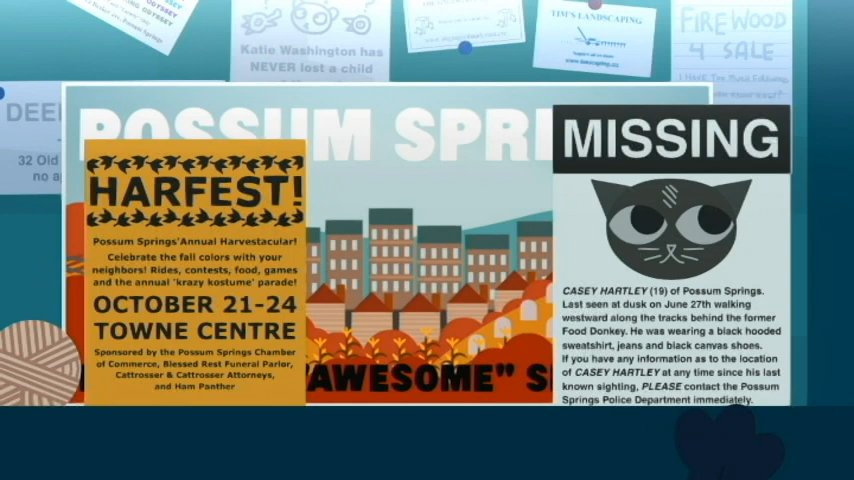 ODYSSEY
Possum Springs
Katie Washington has
NEVER lost a child
LANDSCAPING
FIREWOOD
4 SALE
DEE
32 Old
no a
POSSUM SPRI
HARFEST!
Possum Springs' Annual Harvestacular!
Celebrate the fall colors with your
neighbors! Rides, contests, food, games
and the annual 'krazy kostume' parade!
OCTOBER 21-24
TOWNE CENTRE
Sponsored by the Possum Springs Chamber
of Commerce, Blessed Rest Funeral Parlor,
Cattrosser & Cattrosser Attorneys,
and Ham Panther
"AWESOME" S
MISSING
CASEY HARTLEY (19) of Possum Springs.
Last seen at dusk on June 27th walking
westward along the tracks behind the former
Food Donkey. He was wearing a black hooded
sweatshirt, jeans and black canvas shoes.
If you have any information as to the location
of CASEY HARTLEY at any time since his last
known sighting, PLEASE contact the Possum
Springs Police Department immediately.